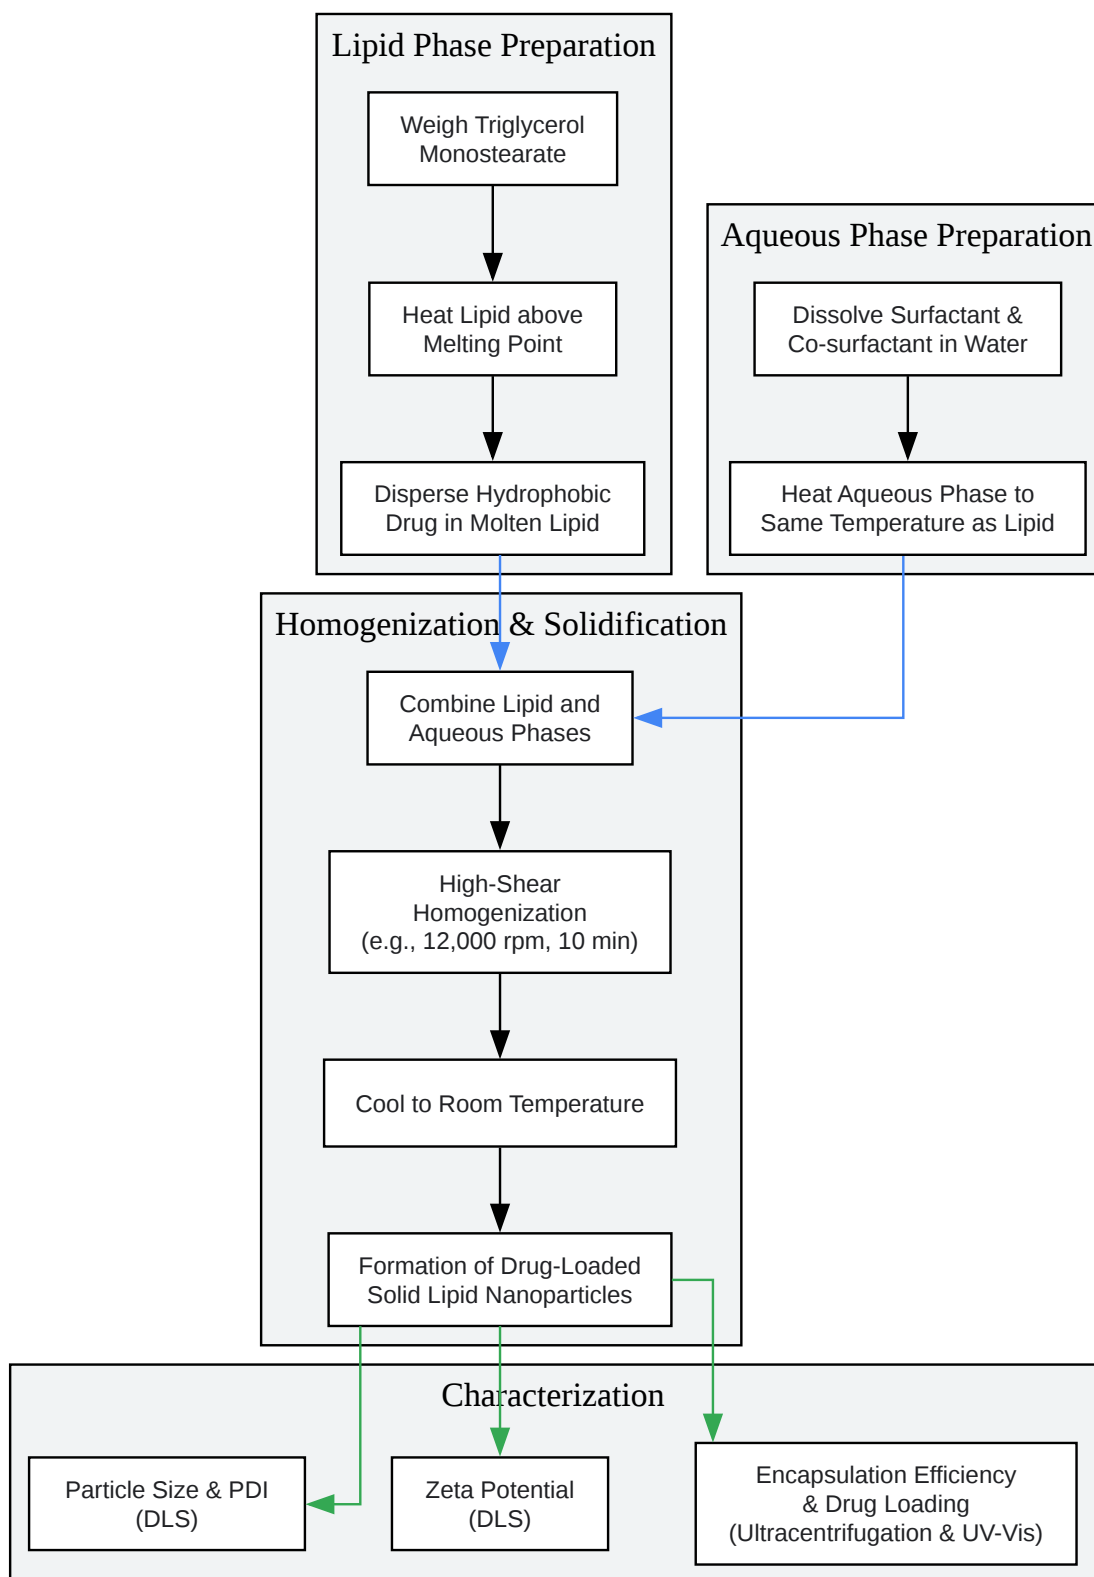 Lipid Phase Preparation
Weigh Triglycerol
Monostearate
Heat Lipid above
Melting Point
Disperse Hydrophobic
Drug in Molten Lipid
Aqueous Phase Preparation
Dissolve Surfactant &
Co-surfactant in Water
Heat Aqueous Phase to
Same Temperature as Lipid
Homogenization & Solidification
Combine Lipid and
Aqueous Phases
High-Shear
Homogenization
(e.g., 12,000 rpm, 10 min)
Cool to Room Temperature
Formation of Drug-Loaded
Solid Lipid Nanoparticles
Characterization
Particle Size & PDI
(DLS)
Zeta Potential
(DLS)
Encapsulation Efficiency
& Drug Loading
(Ultracentrifugation & UV-Vis)